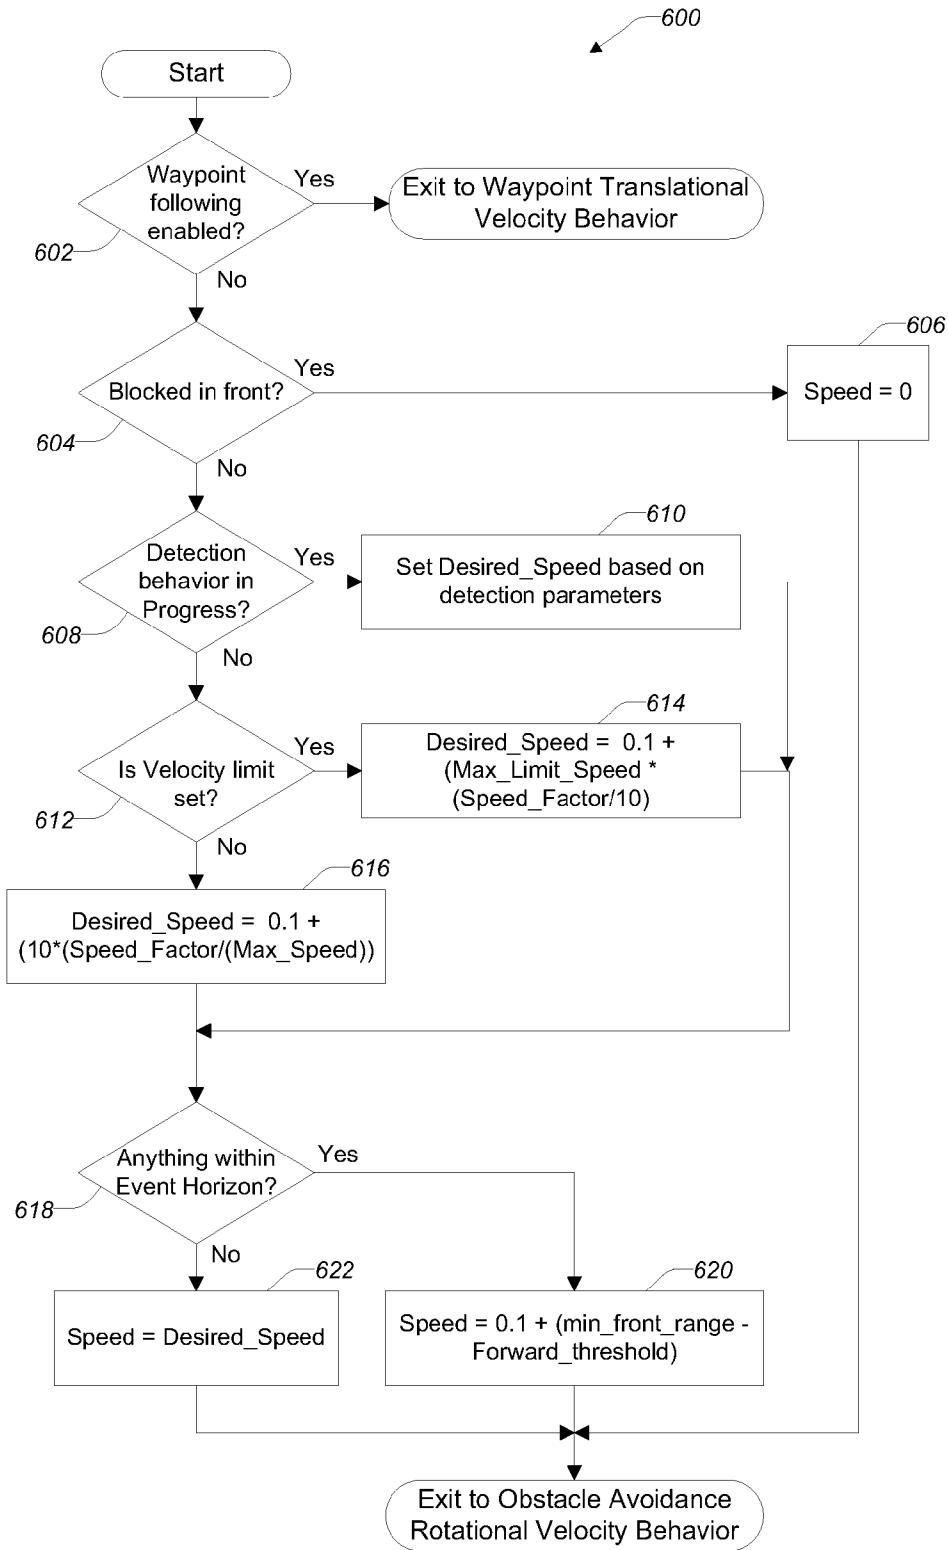 600
Start
Waypoint
following
enabled?
Yes
Exit to Waypoint Translational
Velocity Behavior
602
No
606
Blocked in front?
Yes
Speed = 0
604
No
610
Detection
behavior in
Progress?
Yes
Set Desired_Speed based on
detection parameters
608
No
614
Is Velocity limit
set?
Yes
Desired_Speed =  0.1 +
(Max_Limit_Speed *
(Speed_Factor/10)
612
No
616
Desired_Speed =  0.1 +
(10*(Speed_Factor/(Max_Speed))
Anything within
Event Horizon?
Yes
618
No
622
Speed = Desired_Speed
620
Speed = 0.1 + (min_front_range -
Forward_threshold)
Exit to Obstacle Avoidance
Rotational Velocity Behavior